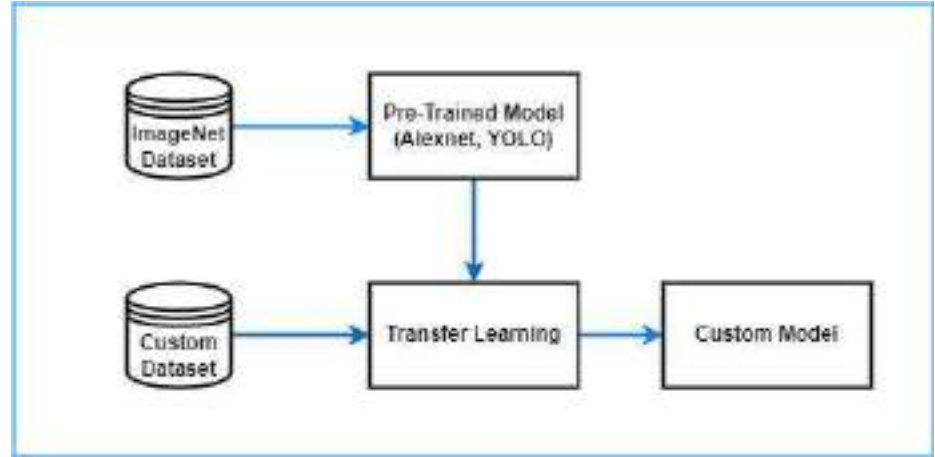 ImageNet
Dataset
Pre-Trained Model
(Alexnet, YOLO)
Custom
Dataset
Transfer Learning
Custom Model